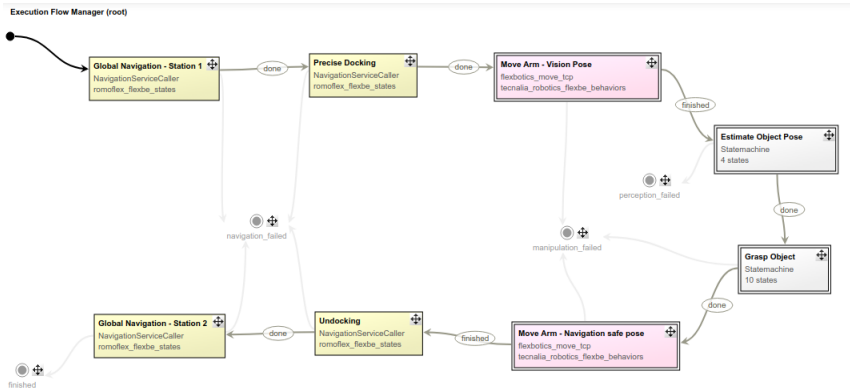 Execution Flow Manager (root)
Global Navigation - Station 1
NavigationServiceCaller
romoflex_flexbe_states
done
Precise Docking
NavigationServiceCaller
romoflex_flexbe_states
done
Move Arm - Vision Pose
flexbotics_move_tcp
tecnalia_robotics_flexbe_behaviors
finished
Estimate Object Pose
Statemachine
4 states
perception_failed
done
navigation_failed
manipulation_failed
Grasp Object
Statemachine
10 states
done
Move Arm - Navigation safe pose
flexbotics_move_tcp
tecnalia_robotics_flexbe_behaviors
finished
Undocking
NavigationServiceCaller
romoflex_flexbe_states
done
Global Navigation - Station 2
NavigationServiceCaller
romoflex_flexbe_states
finished